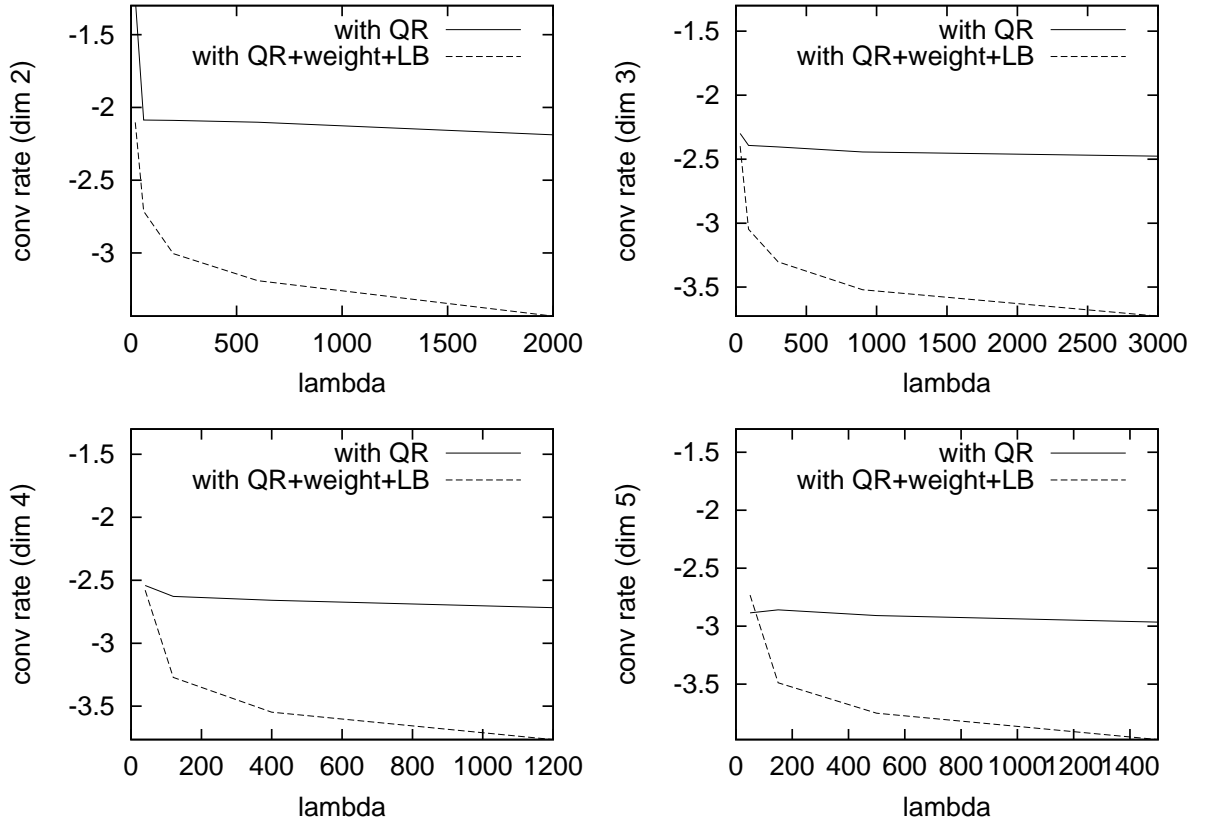 -1.5
-2
-2.5
-3
0 500 1000 1500 2000
conv rate (dim 2)
lambda
with QR
with QR+weight+LB
-1.5
-2
-2.5
-3
-3.5
0 500 1000 1500 2000 2500 3000
conv rate (dim 3)
lambda
with QR
with QR+weight+LB
-1.5
-2
-2.5
-3
-3.5
0 200 400 600 800 1000 1200
conv rate (dim 4)
lambda
with QR
with QR+weight+LB
-1.5
-2
-2.5
-3
-3.5
0 200 400 600 800 1000 1200 1400
conv rate (dim 5)
lambda
with QR
with QR+weight+LB